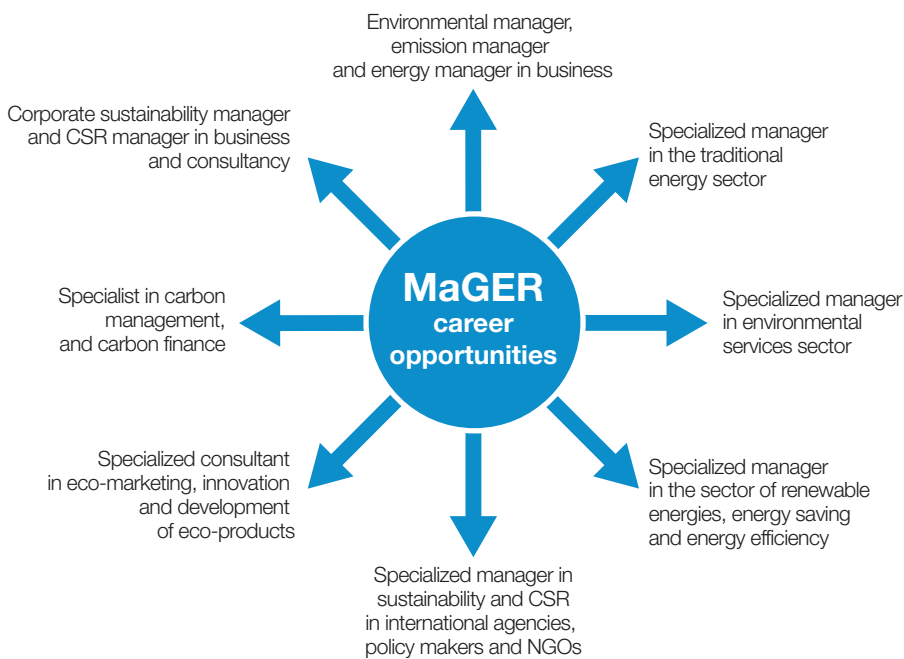 Environmental manager,
emission manager
and energy manager in business
Corporate sustainability manager
and CSR manager in business
and consultancy
Specialized manager
in the traditional
energy sector
MaGER
career
opportunities
Specialist in carbon
management,
and carbon finance
Specialized manager
in environmental
services sector
Specialized consultant
in eco-marketing, innovation
and development
of eco-products
Specialized manager
in the sector of renewable
energies, energy saving
and energy efficiency
Specialized manager in
sustainability and CSR
in international agencies,
policy makers and NGOs